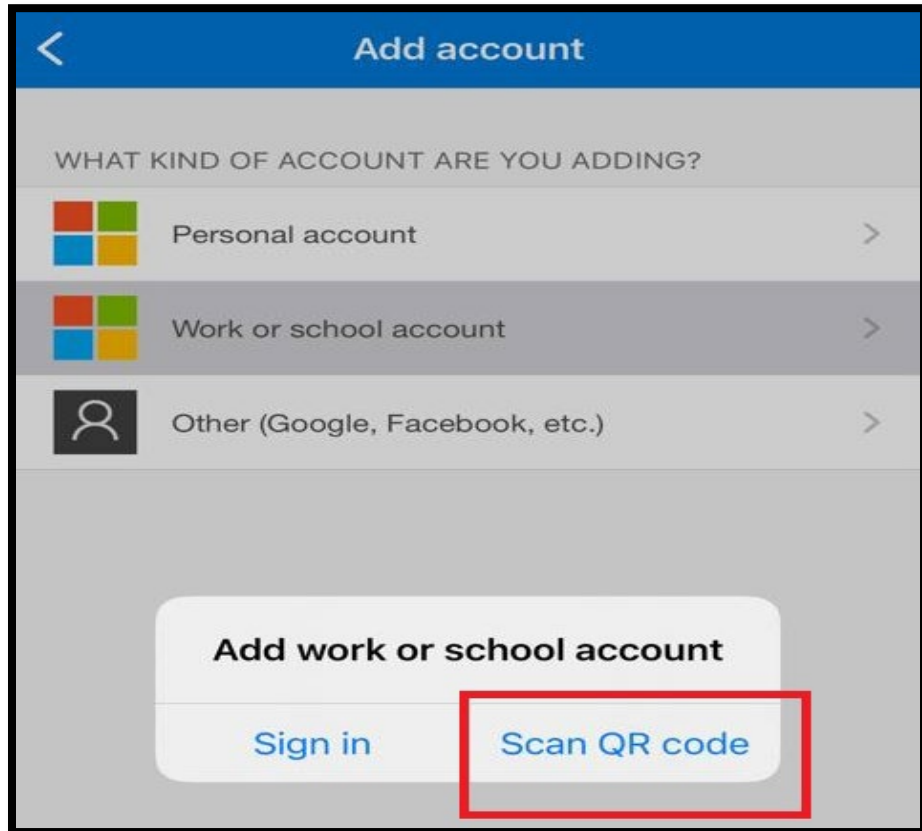 Add account
WHAT KIND OF ACCOUNT ARE YOU ADDING?
Personal account
Work or school account
Other (Google, Facebook, etc.)
Add work or school account
Sign in Scan QR code